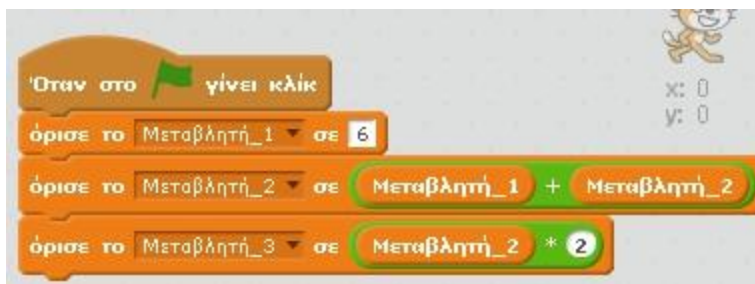 Όταν στο γίνει κλίκ
όρισε το Μεταβλητή_1 σε 6
όρισε το Μεταβλητή_2 σε Μεταβλητή_1 + Μεταβλητή_2
όρισε το Μεταβλητή_3 σε Μεταβλητή_2 * 2
x: 0
y: 0